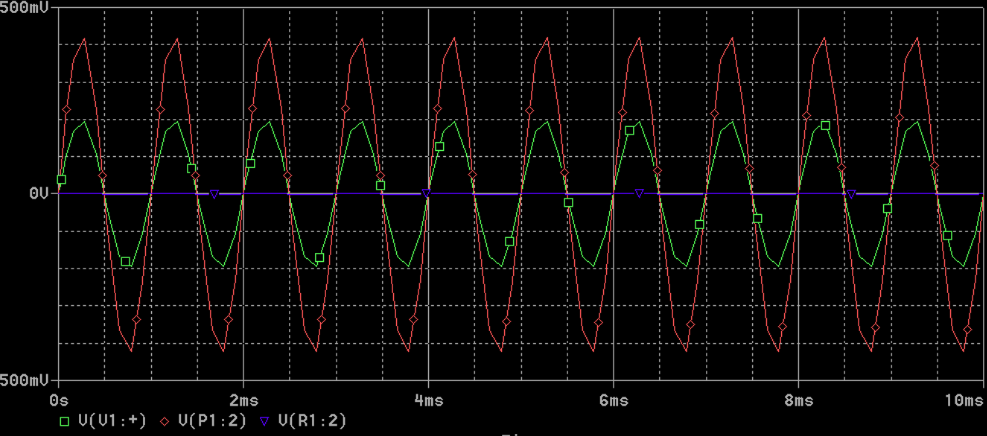 500mV
0V
500mV
0s 2ms 4ms 6ms 8ms 10ms
V(V1:+) V(P1:2) V(R1:2)